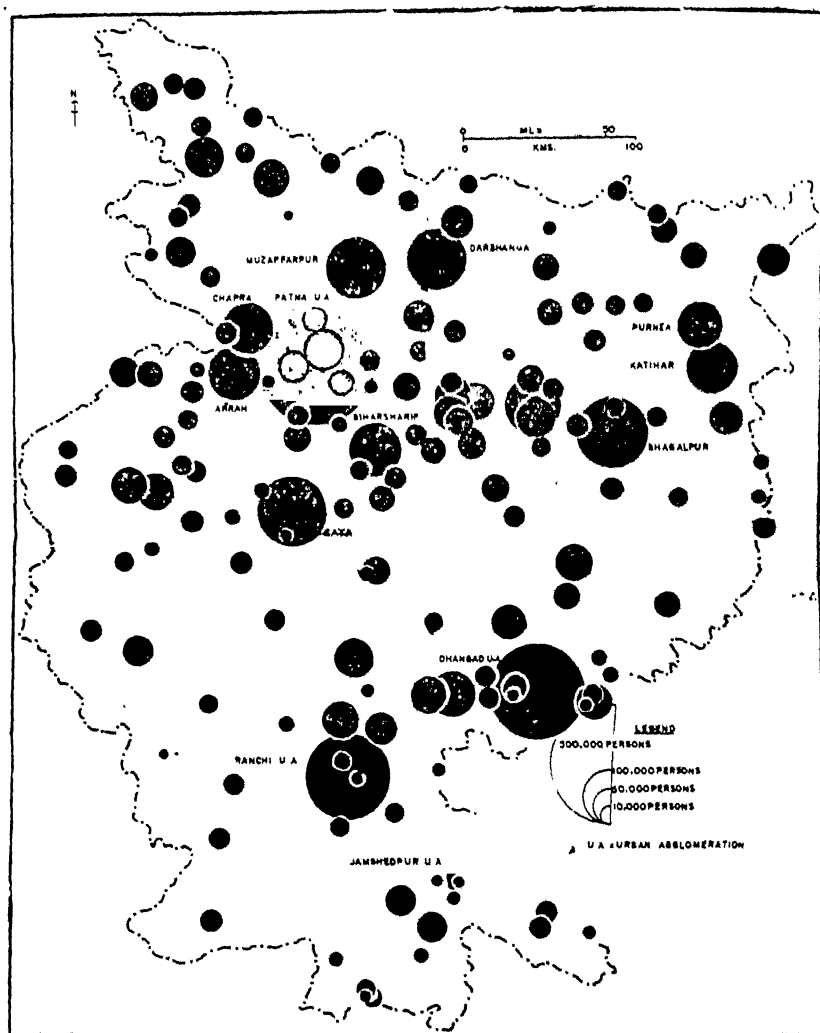 N
0 MLS 50
0 KMS. 100
DARBHANGA
MUZAFFARPUR
CHAPRA PATNA U.A
PURNEA
KATIHAR
ARRAH
BIHARSHARIF
BHAGALPUR
GAYA
DHANBAD U.A
LEGEND
500,000 PERSONS
RANCHI U A
100,000 PERSONS
50,000 PERSONS
10,000 PERSONS
U A = URBAN AGGLOMERATION
JAMSHEDPUR U A